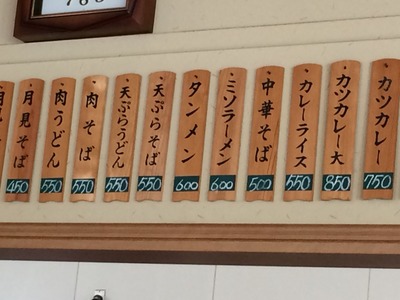 カツカレー
750
カツカレー大
850
カレーライス
550
中華そば
500
ミソラーメン
600
タンメン
600
天ぷらそば
550
天ぷらうどん
550
肉そば
550
肉うどん
550
月見そば
450